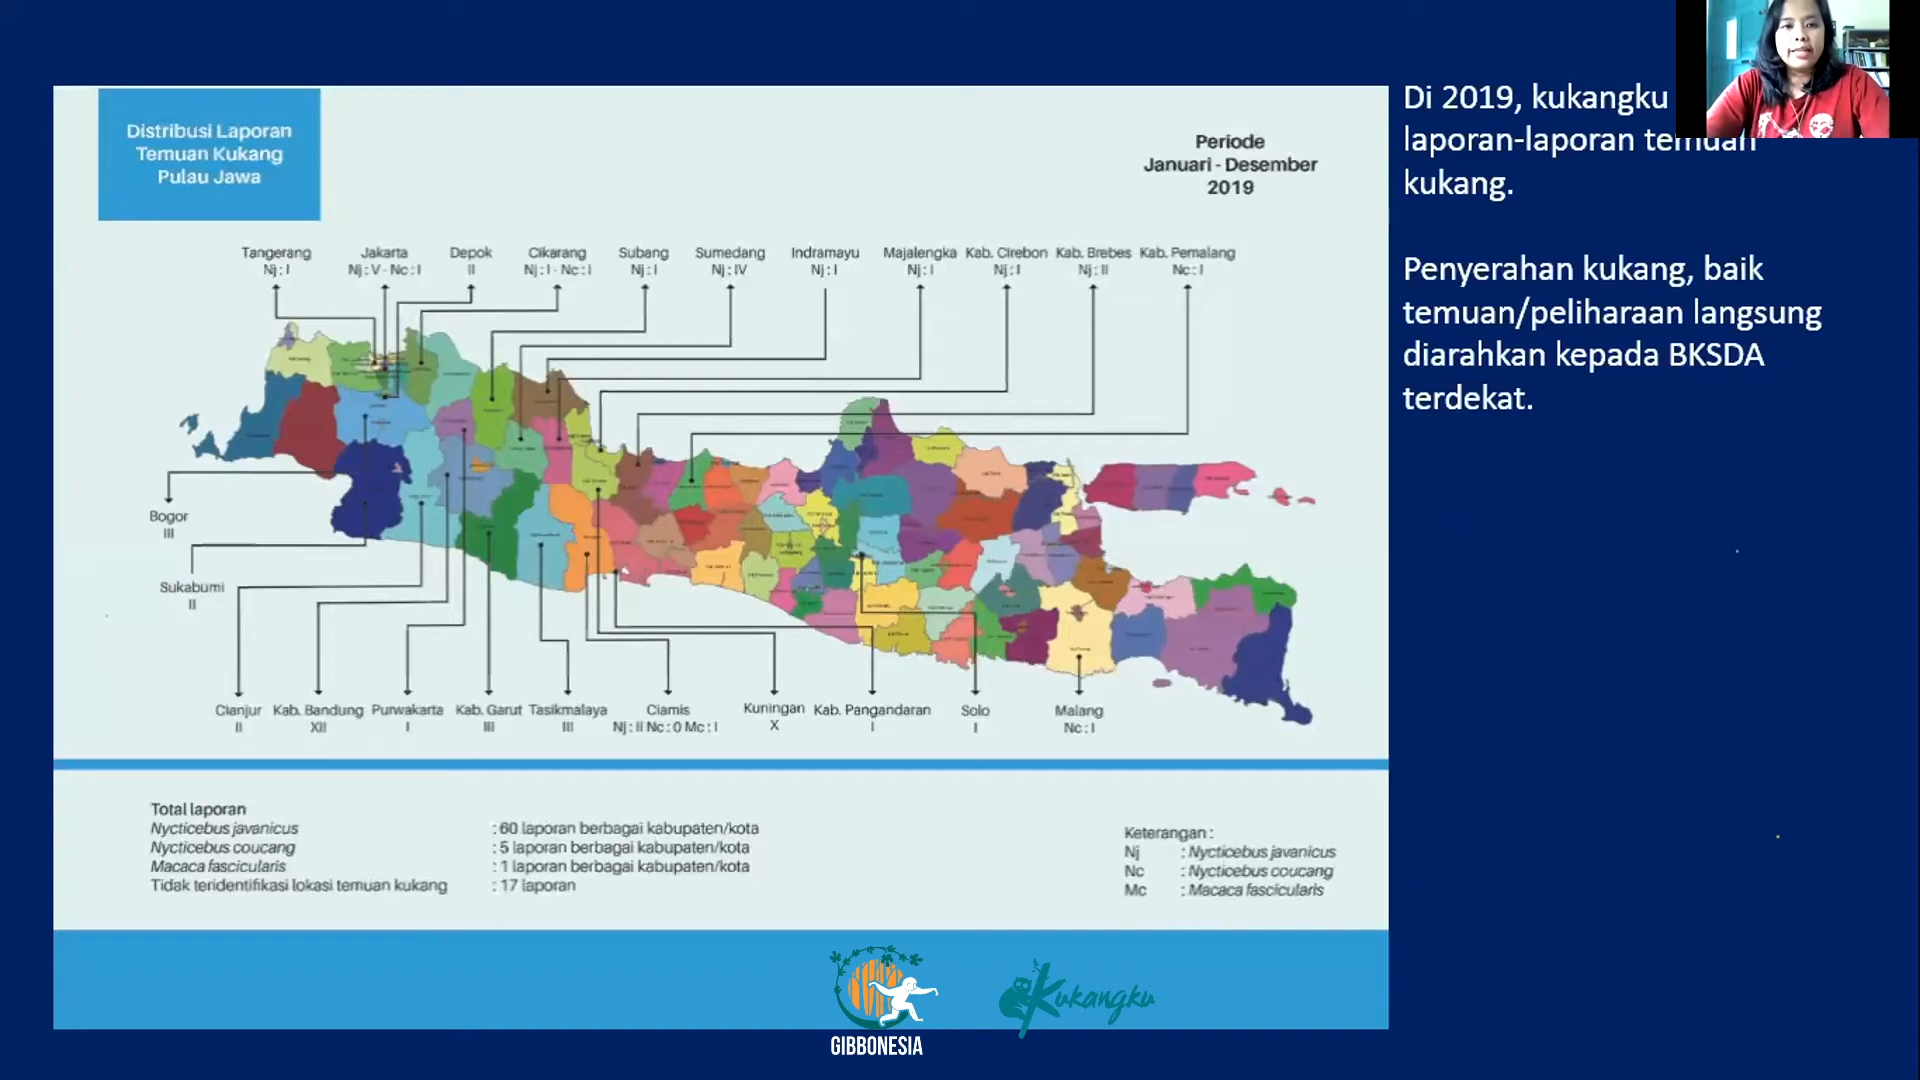 Distribusi Laporan
Temuan Kukang
Pulau Jawa
Periode
Januari - Desember
2019
Di 2019, kukangku
laporan-laporan temuan
kukang.
Penyerahan kukang, baik
temuan/peliharaan langsung
diarahkan kepada BKSDA
terdekat.
Tangerang
Nj : I
Jakarta
Nj : V - Nc : I
Depok
II
Cikarang
Nj : I - Nc : I
Subang
Nj : I
Sumedang
Nj : IV
Indramayu
Nj : I
Majalengka
Nj : I
Kab. Cirebon
Nj : I
Kab. Brebes
Nj : II
Kab. Pemalang
Nc : I
Bogor
III
Sukabumi
II
Cianjur
II
Kab. Bandung
XII
Purwakarta
I
Kab. Garut
III
Tasikmalaya
III
Ciamis
Nj : II Nc : 0 Mc : I
Kuningan
X
Kab. Pangandaran
I
Solo
I
Malang
Nc : I
Total laporan
Nycticebus javanicus : 60 laporan berbagai kabupaten/kota
Nycticebus coucang : 5 laporan berbagai kabupaten/kota
Macaca fascicularis : 1 laporan berbagai kabupaten/kota
Tidak teridentifikasi lokasi temuan kukang : 17 laporan
Keterangan :
Nj : Nycticebus javanicus
Nc : Nycticebus coucang
Mc : Macaca fascicularis
GIBBONESIA
Kukangku